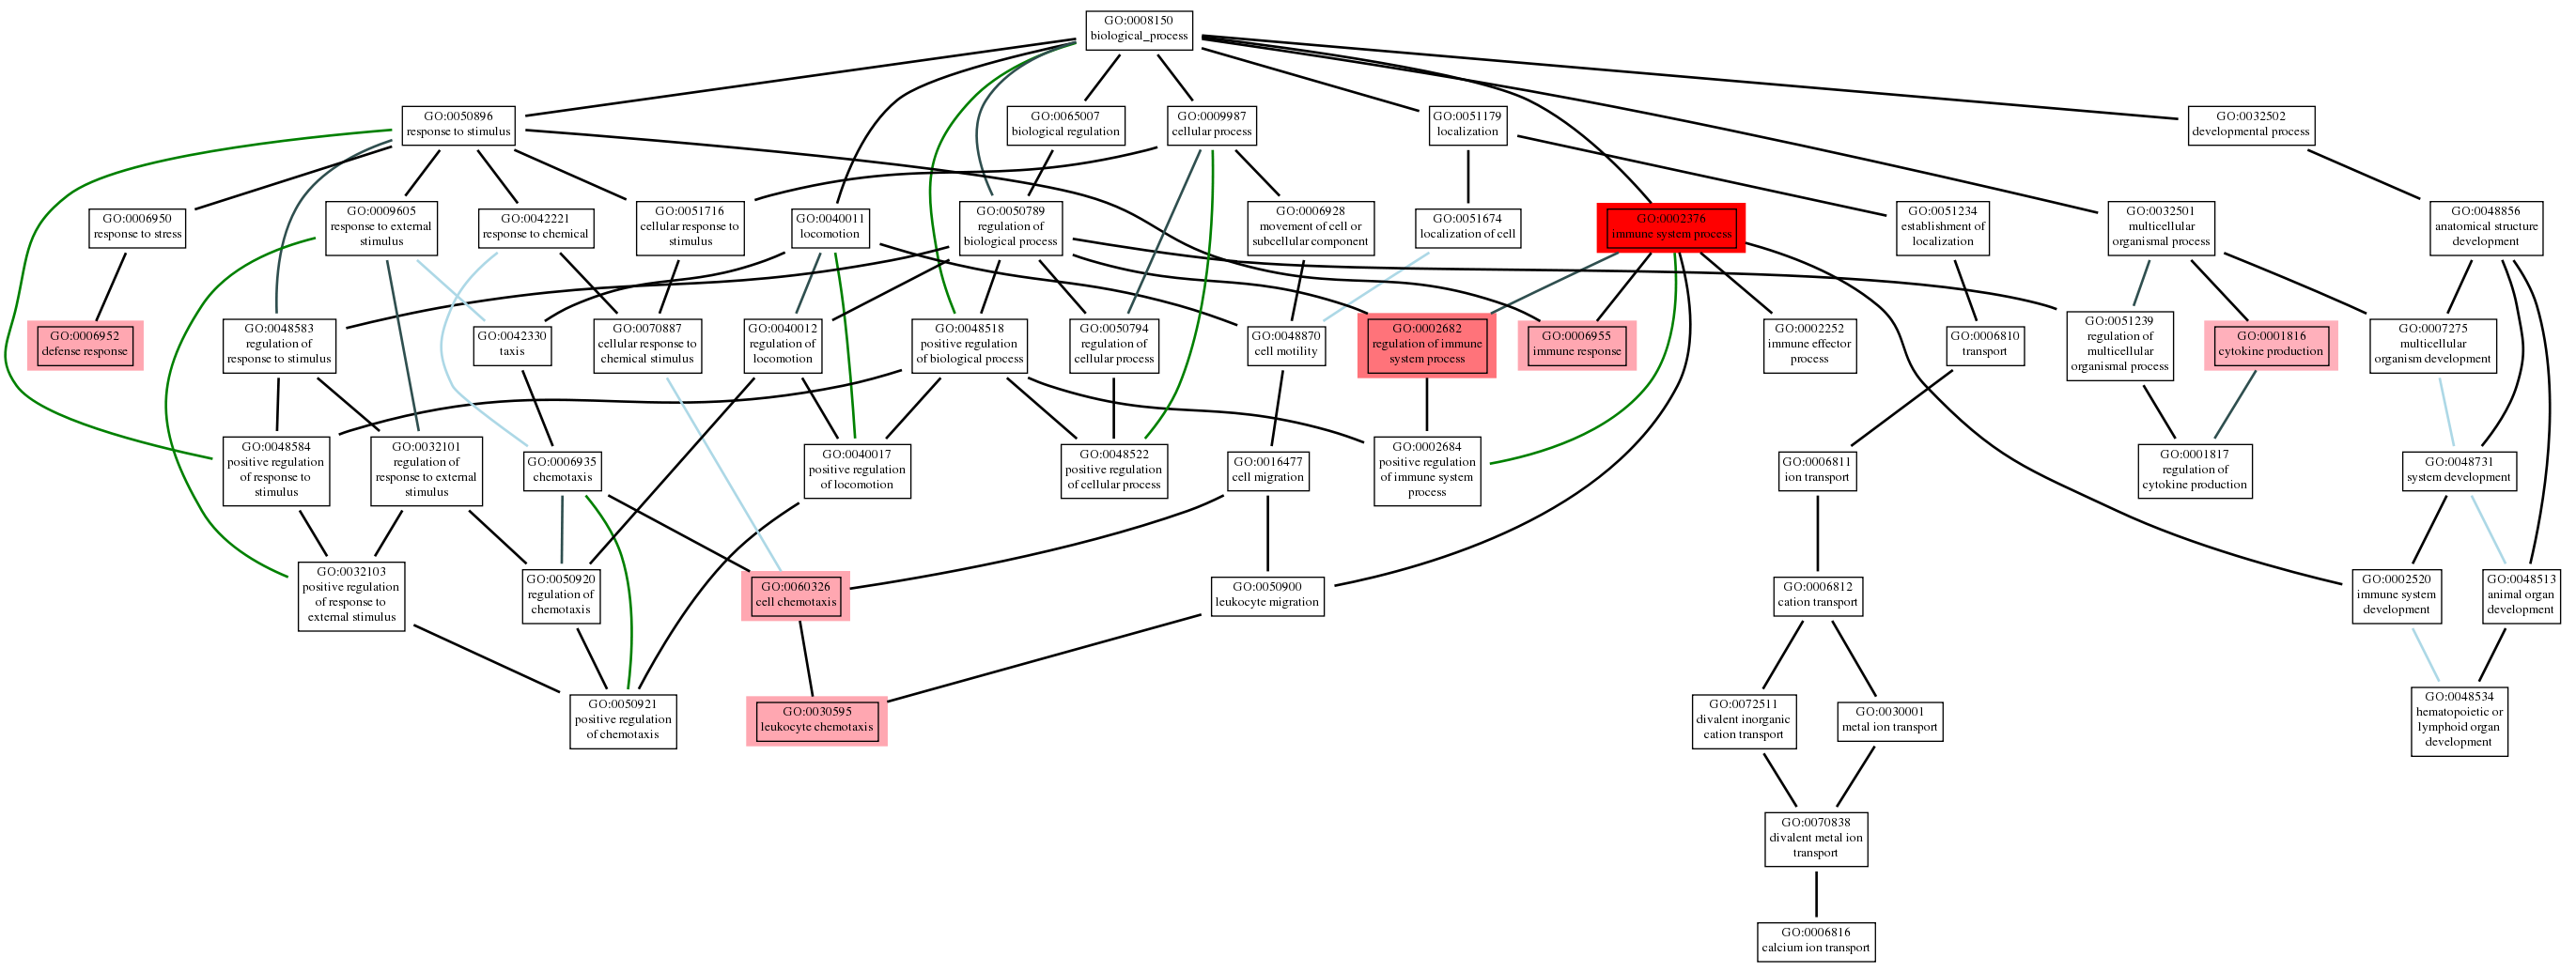 GO:0008150
biological_process
GO:0050896
response to stimulus
GO:0065007
biological regulation
GO:0009987
cellular process
GO:0051179
localization
GO:0032502
developmental process
GO:0006950
response to stress
GO:0009605
response to external
stimulus
GO:0042221
response to chemical
GO:0051716
cellular response to
stimulus
GO:0040011
locomotion
GO:0050789
regulation of
biological process
GO:0006928
movement of cell or
subcellular component
GO:0051674
localization of cell
GO:0002376
immune system process
GO:0051234
establishment of
localization
GO:0032501
multicellular
organismal process
GO:0048856
anatomical structure
development
GO:0006952
defense response
GO:0048583
regulation of
response to stimulus
GO:0042330
taxis
GO:0070887
cellular response to
chemical stimulus
GO:0040012
regulation of
locomotion
GO:0048518
positive regulation
of biological process
GO:0050794
regulation of
cellular process
GO:0048870
cell motility
GO:0002682
regulation of immune
system process
GO:0006955
immune response
GO:0002252
immune effector
process
GO:0006810
transport
GO:0051239
regulation of
multicellular
organismal process
GO:0001816
cytokine production
GO:0007275
multicellular
organism development
GO:0048584
positive regulation
of response to
stimulus
GO:0032101
regulation of
response to external
stimulus
GO:0006935
chemotaxis
GO:0040017
positive regulation
of locomotion
GO:0048522
positive regulation
of cellular process
GO:0016477
cell migration
GO:0002684
positive regulation
of immune system
process
GO:0006811
ion transport
GO:0001817
regulation of
cytokine production
GO:0048731
system development
GO:0032103
positive regulation
of response to
external stimulus
GO:0050920
regulation of
chemotaxis
GO:0060326
cell chemotaxis
GO:0050900
leukocyte migration
GO:0006812
cation transport
GO:0002520
immune system
development
GO:0048513
animal organ
development
GO:0050921
positive regulation
of chemotaxis
GO:0030595
leukocyte chemotaxis
GO:0072511
divalent inorganic
cation transport
GO:0030001
metal ion transport
GO:0048534
hematopoietic or
lymphoid organ
development
GO:0070838
divalent metal ion
transport
GO:0006816
calcium ion transport